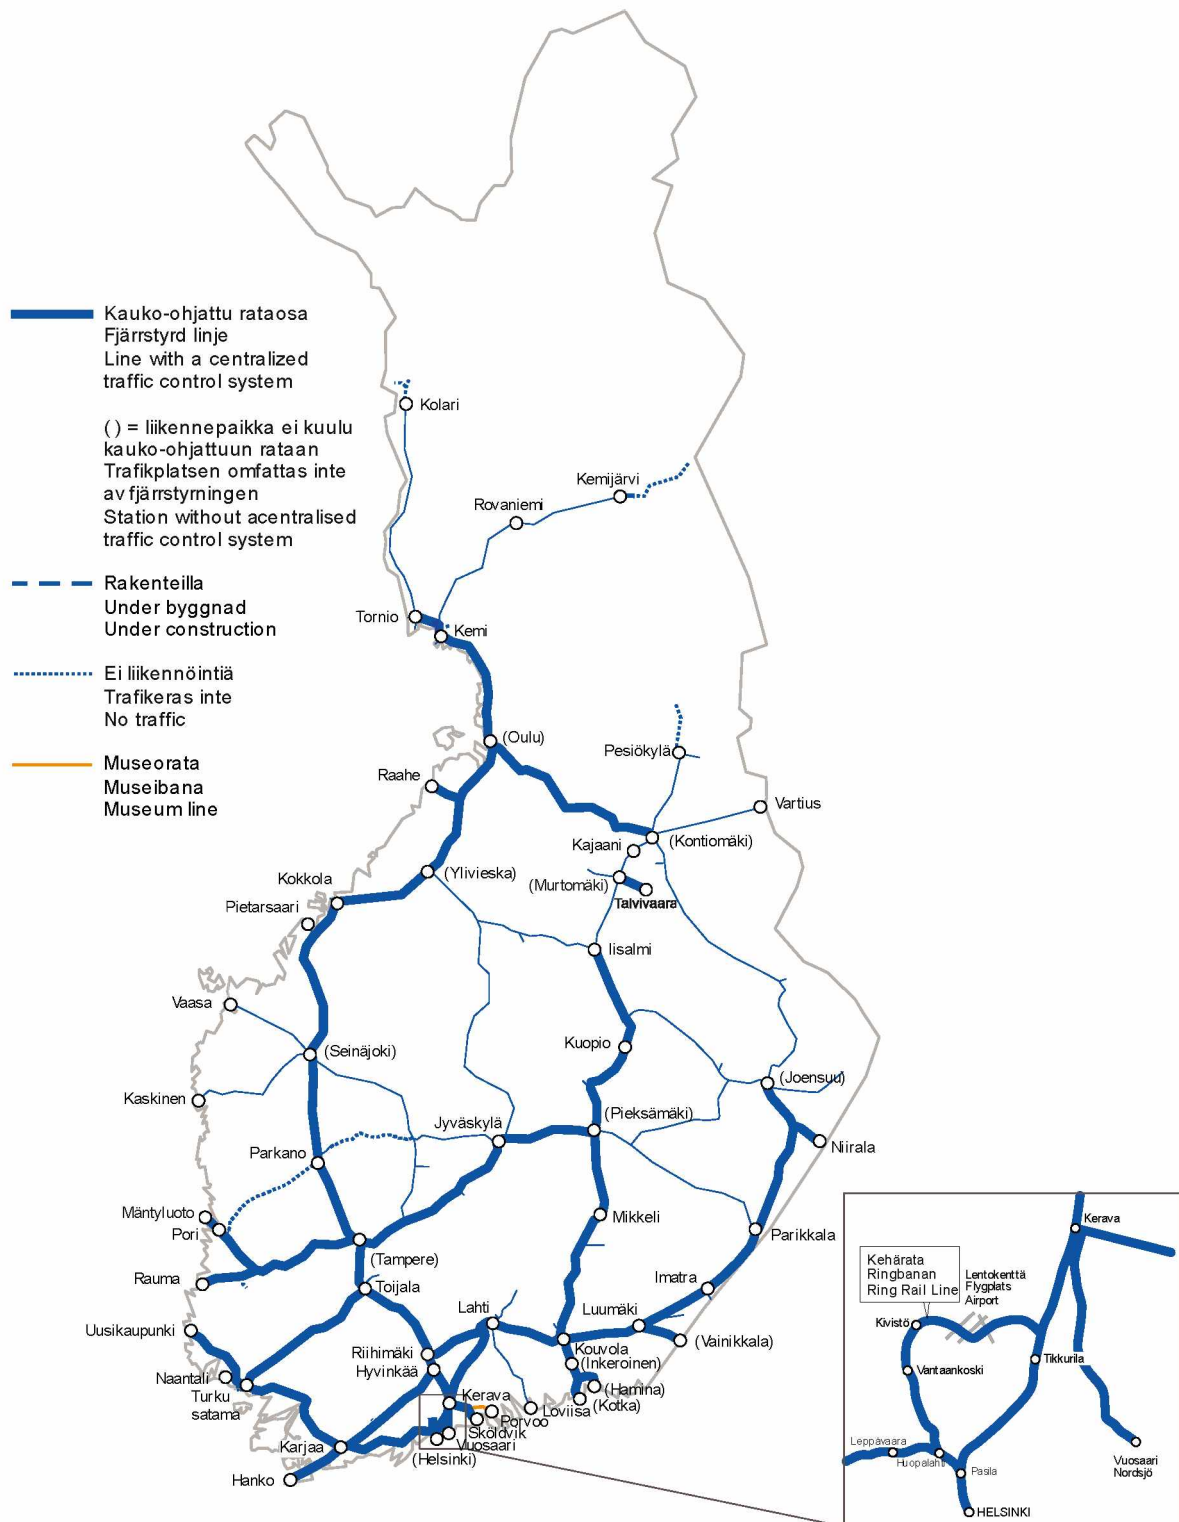 Kauko-ohjattu rataosa
Fjärrstyrd linje
Line with a centralized
traffic control system
( ) = liikennepaikka ei kuulu
kauko-ohjattuun rataan
Trafikplatsen omfattas inte
av fjärrstyrningen
Station without acentralised
traffic control system
Rakenteilla
Under byggnad
Under construction
Ei liikennöintiä
Trafikeras inte
No traffic
Museorata
Museibana
Museum line
Kolari
Kemijärvi
Rovaniemi
Tornio
Kemi
(Oulu)
Pesiökylä
Raahe
Vartius
(Kontiomäki)
Kajaani
(Ylivieska)
(Murtomäki)
Kokkola
Talvivaara
Pietarsaari
Iisalmi
Vaasa
Kuopio
(Seinäjoki)
(Joensuu)
Kaskinen
(Pieksämäki)
Jyväskylä
Niirala
Parkano
Mäntyluoto
Mikkeli
Pori
Parikkala
(Tampere)
Rauma
Imatra
Toijala
Lahti
Luumäki
Uusikaupunki
Kouvola
(Vainikkala)
Riihimäki
(Inkeroinen)
Hyvinkää
Naantali
(Hamina)
Turku
satama
Kerava
Loviisa
(Kotka)
Porvoo
Sköldvik
Vuosaari
Karjaa
(Helsinki)
Hanko
Kerava
Kehärata
Ringbanan
Ring Rail Line
Lentokenttä
Flygplats
Airport
Kivistö
Tikkurila
Vantaankoski
Leppävaara
Huopalahti
Pasila
Vuosaari
Nordsjö
HELSINKI